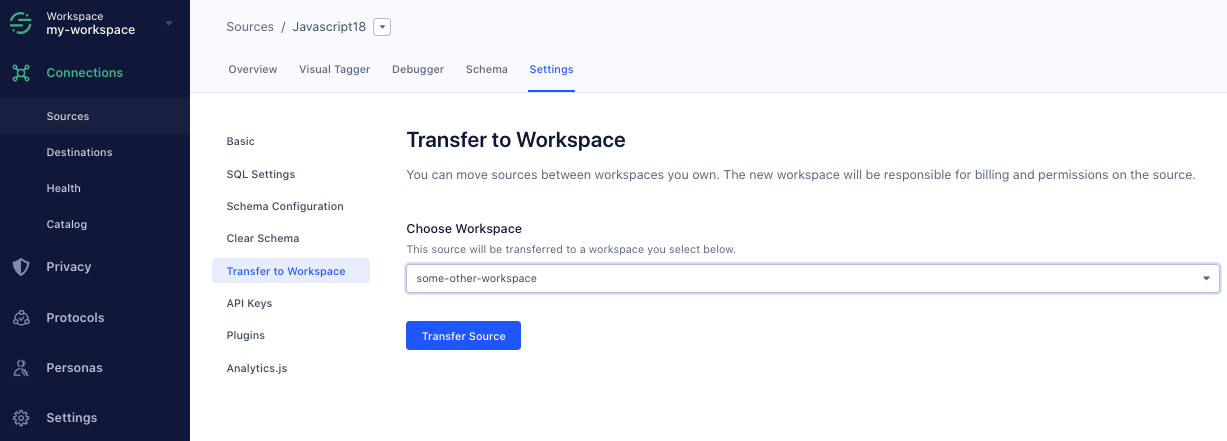 Workspace
my-workspace
Connections
Sources
Destinations
Health
Catalog
Privacy
Protocols
Personas
Settings
Sources / Javascript18
Overview Visual Tagger Debugger Schema Settings
Basic
SQL Settings
Schema Configuration
Clear Schema
Transfer to Workspace
API Keys
Plugins
Analytics.js
Transfer to Workspace
You can move sources between workspaces you own. The new workspace will be responsible for billing and permissions on the source.
Choose Workspace
This source will be transferred to a workspace you select below.
some-other-workspace
Transfer Source